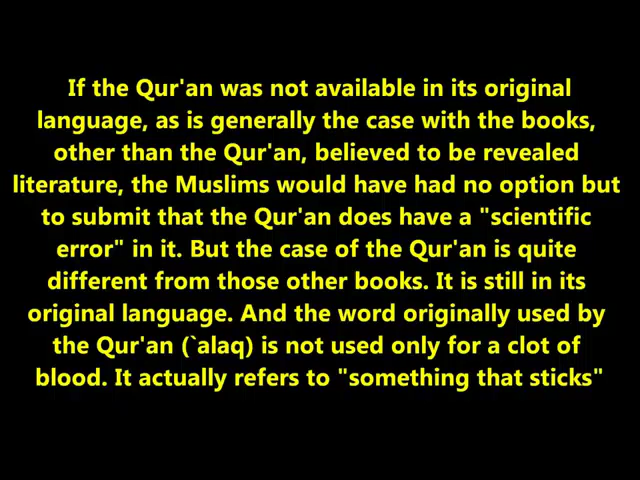 If the Qur'an was not available in its original
language, as is generally the case with the books,
other than the Qur'an, believed to be revealed
literature, the Muslims would have had no option but
to submit that the Qur'an does have a "scientific
error" in it. But the case of the Qur'an is quite
different from those other books. It is still in its
original language. And the word originally used by
the Qur'an (`alaq) is not used only for a clot of
blood. It actually refers to "something that sticks"